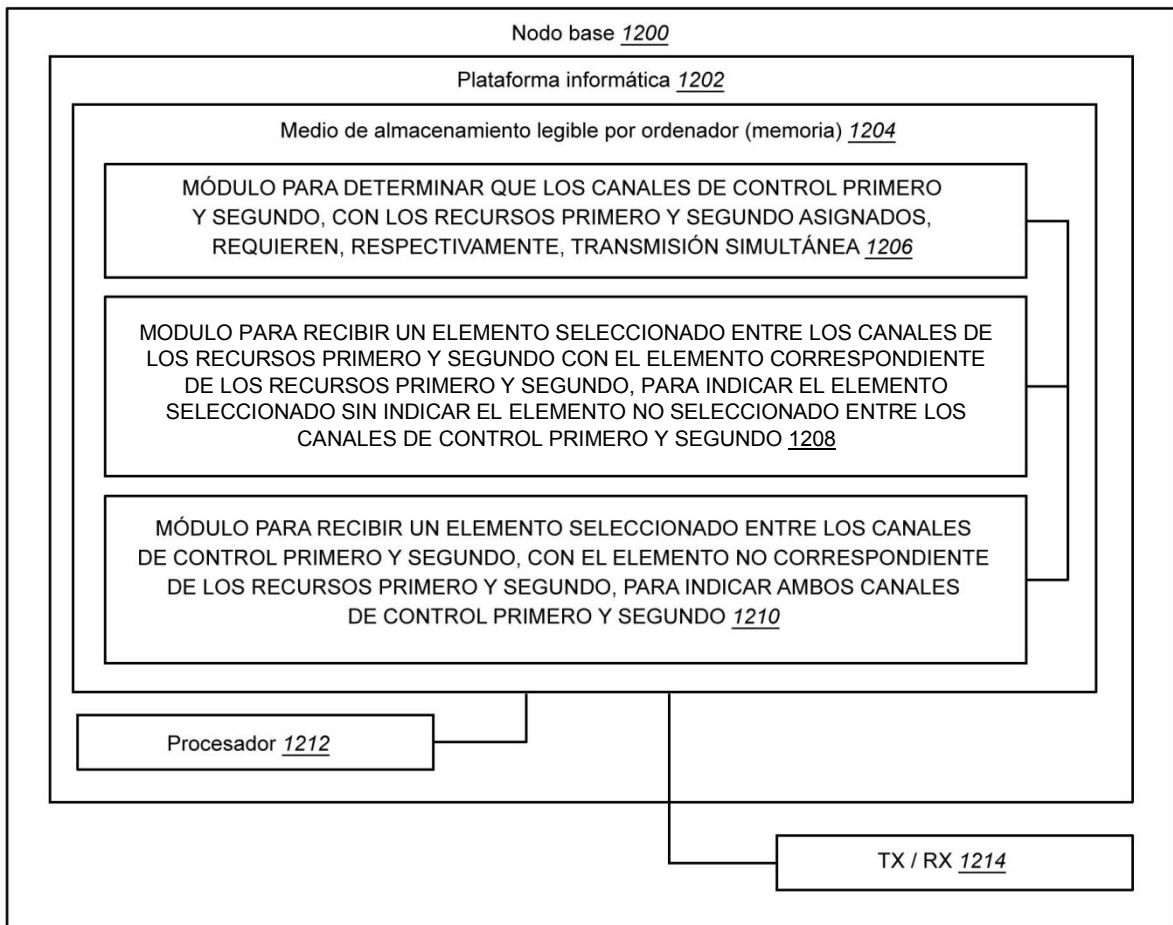 Nodo base 1200
Plataforma informática 1202
Medio de almacenamiento legible por ordenador (memoria) 1204
MÓDULO PARA DETERMINAR QUE LOS CANALES DE CONTROL PRIMERO
Y SEGUNDO, CON LOS RECURSOS PRIMERO Y SEGUNDO ASIGNADOS,
REQUIEREN, RESPECTIVAMENTE, TRANSMISIÓN SIMULTÁNEA 1206
MODULO PARA RECIBIR UN ELEMENTO SELECCIONADO ENTRE LOS CANALES DE
LOS RECURSOS PRIMERO Y SEGUNDO CON EL ELEMENTO CORRESPONDIENTE
DE LOS RECURSOS PRIMERO Y SEGUNDO, PARA INDICAR EL ELEMENTO
SELECCIONADO SIN INDICAR EL ELEMENTO NO SELECCIONADO ENTRE LOS
CANALES DE CONTROL PRIMERO Y SEGUNDO 1208
MÓDULO PARA RECIBIR UN ELEMENTO SELECCIONADO ENTRE LOS CANALES
DE CONTROL PRIMERO Y SEGUNDO, CON EL ELEMENTO NO CORRESPONDIENTE
DE LOS RECURSOS PRIMERO Y SEGUNDO, PARA INDICAR AMBOS CANALES
DE CONTROL PRIMERO Y SEGUNDO 1210
Procesador 1212
TX / RX 1214